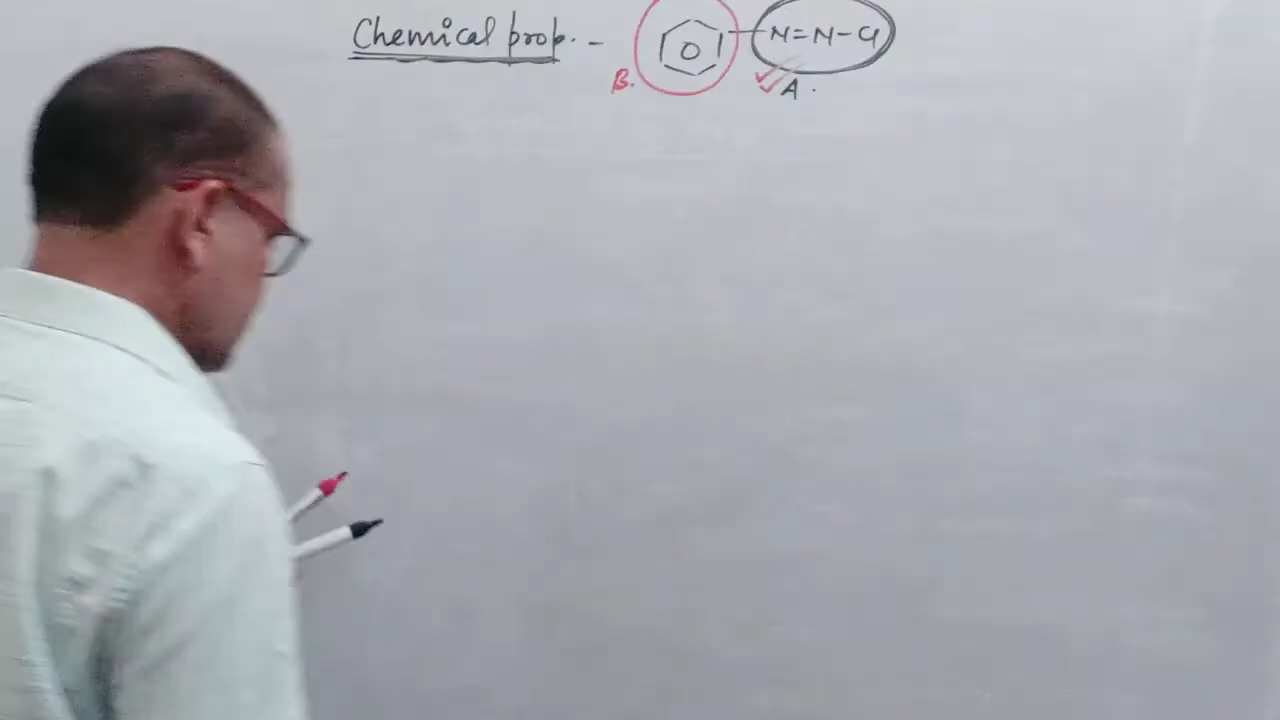 Chemical prop. - N=N-Cl
B. A.